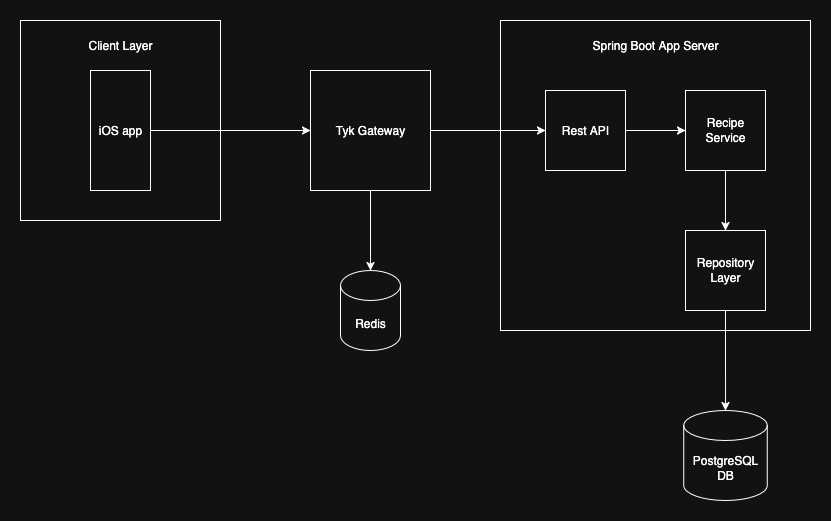 Client Layer
iOS app
Tyk Gateway
Redis
Spring Boot App Server
Rest API
Recipe
Service
Repository
Layer
PostgreSQL
DB